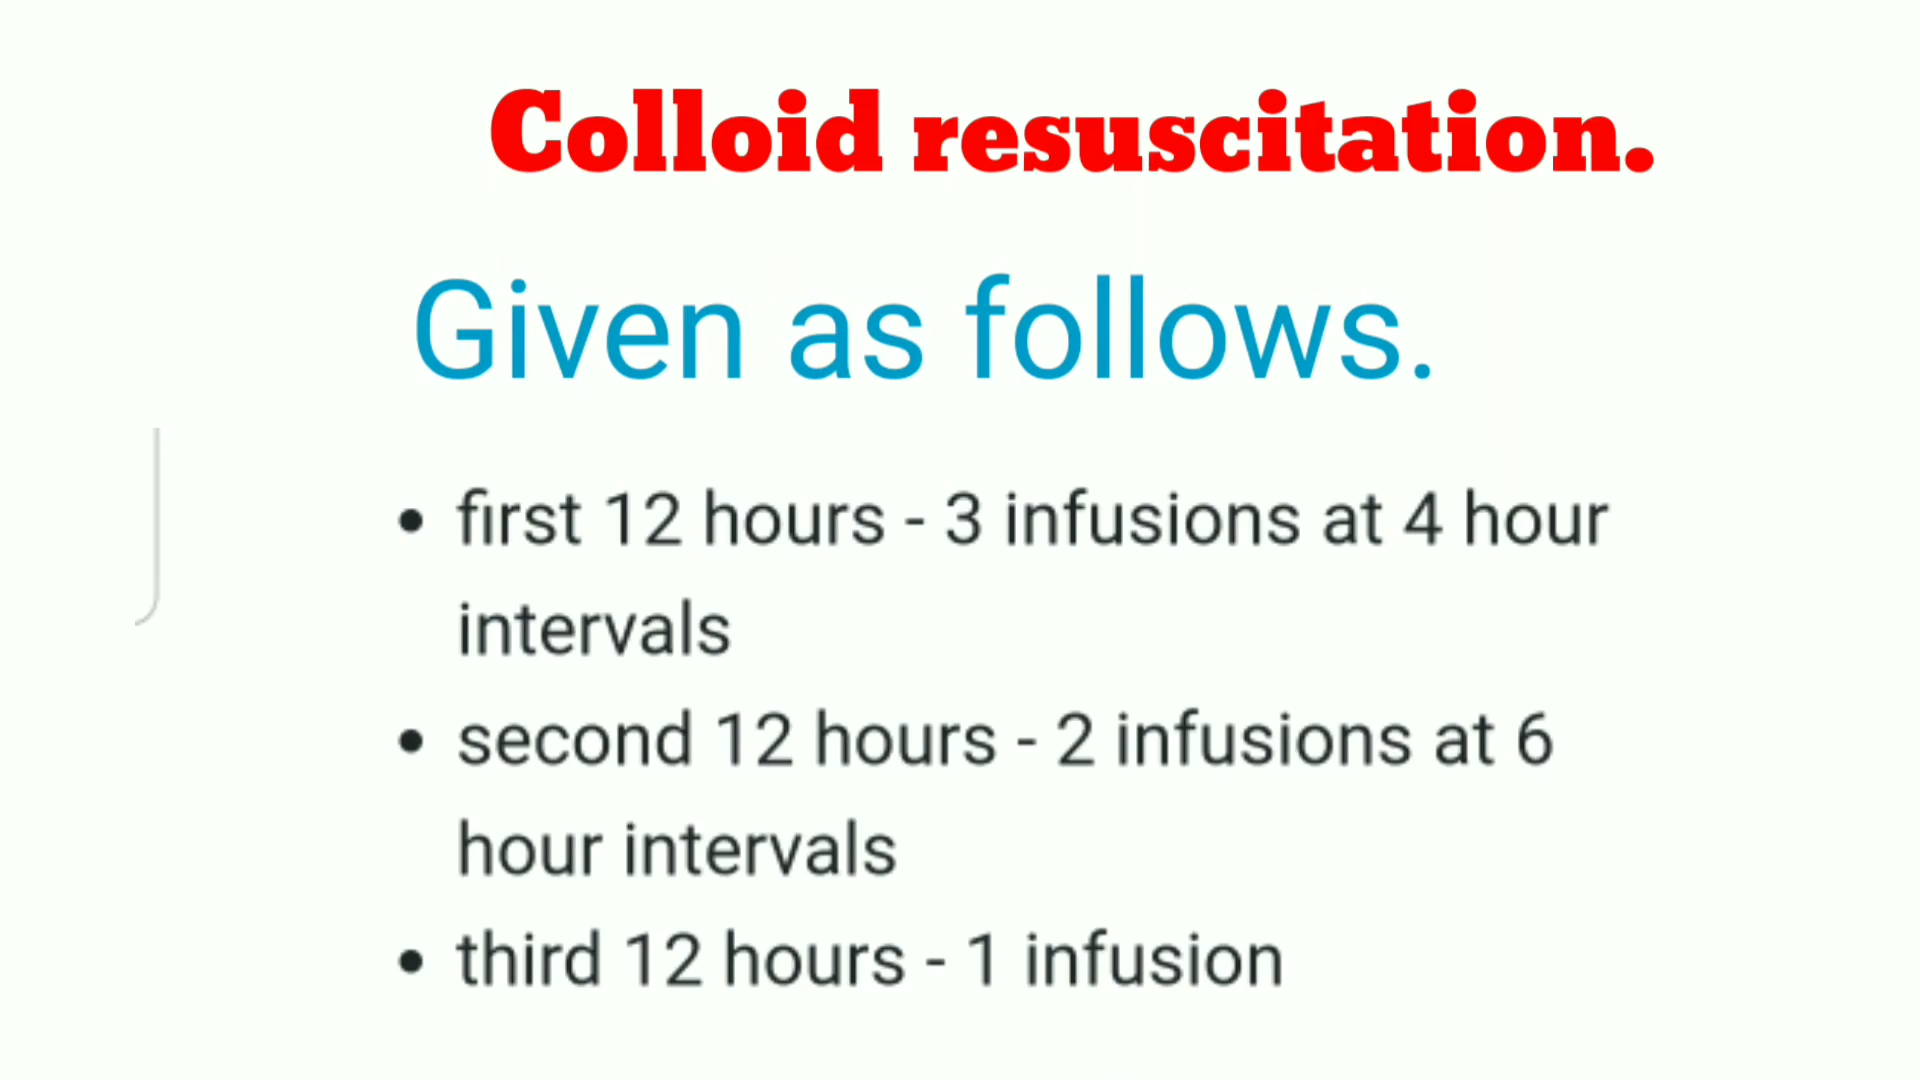 Colloid resuscitation.
Given as follows.
• first 12 hours - 3 infusions at 4 hour
intervals
• second 12 hours - 2 infusions at 6
hour intervals
• third 12 hours - 1 infusion